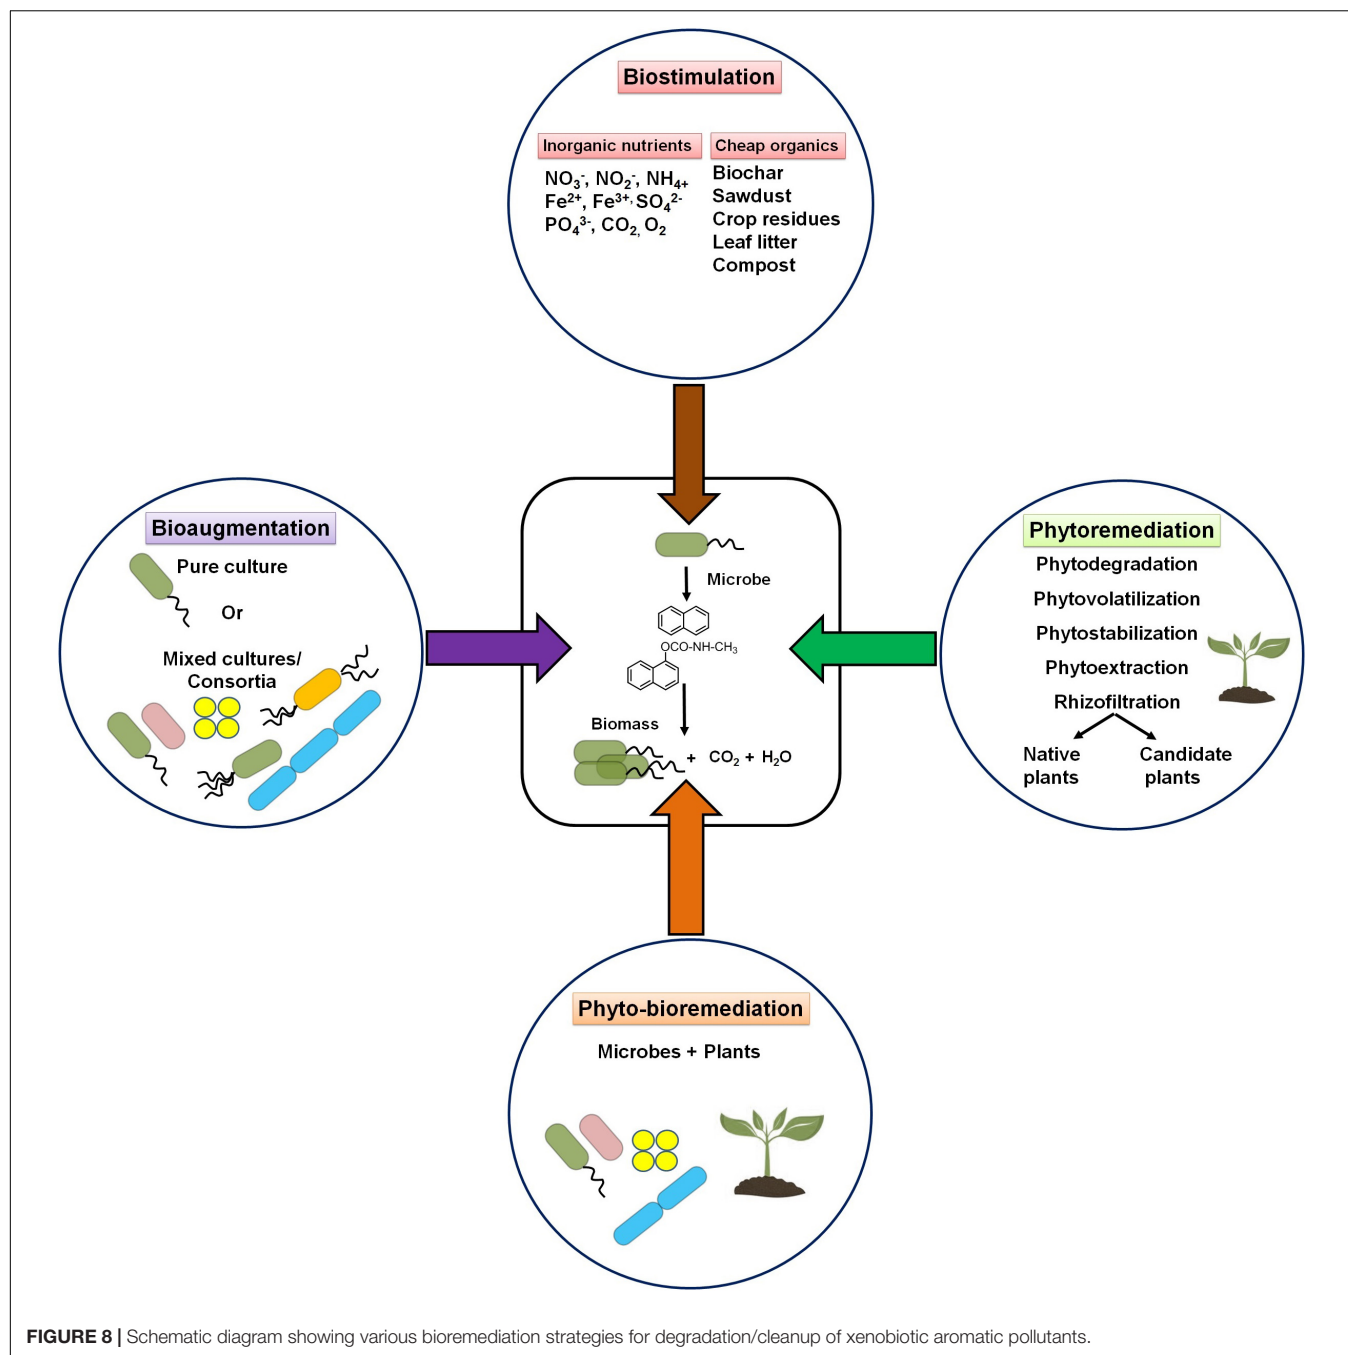 Biostimulation
Inorganic nutrients
NO₃⁻, NO₂⁻, NH₄₊
Fe²⁺, Fe³⁺, SO₄²⁻
PO₄³⁻, CO₂, O₂
Cheap organics
Biochar
Sawdust
Crop residues
Leaf litter
Compost
Bioaugmentation
Pure culture
Or
Mixed cultures/
Consortia
Microbe
OCO-NH-CH₃
Biomass
+ CO₂ + H₂O
Phytoremediation
Phytodegradation
Phytovolatilization
Phytostabilization
Phytoextraction
Rhizofiltration
Native
plants
Candidate
plants
Phyto-bioremediation
Microbes + Plants
FIGURE 8 | Schematic diagram showing various bioremediation strategies for degradation/cleanup of xenobiotic aromatic pollutants.